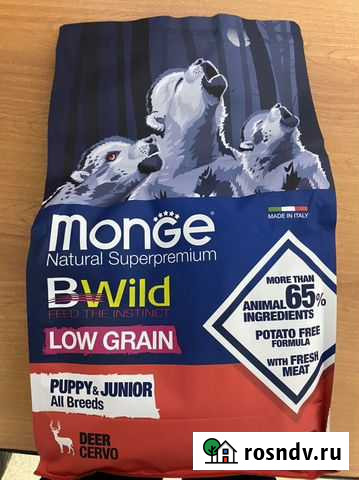 MONGE
Natural Superpremium
MADE IN ITALY
BWild
FEED THE INSTINCT
LOW GRAIN
MORE THAN
65%
ANIMAL
INGREDIENTS
POTATO FREE
FORMULA
WITH FRESH
MEAT
PUPPY & JUNIOR
All Breeds
DEER
CERVO
rosndv.ru